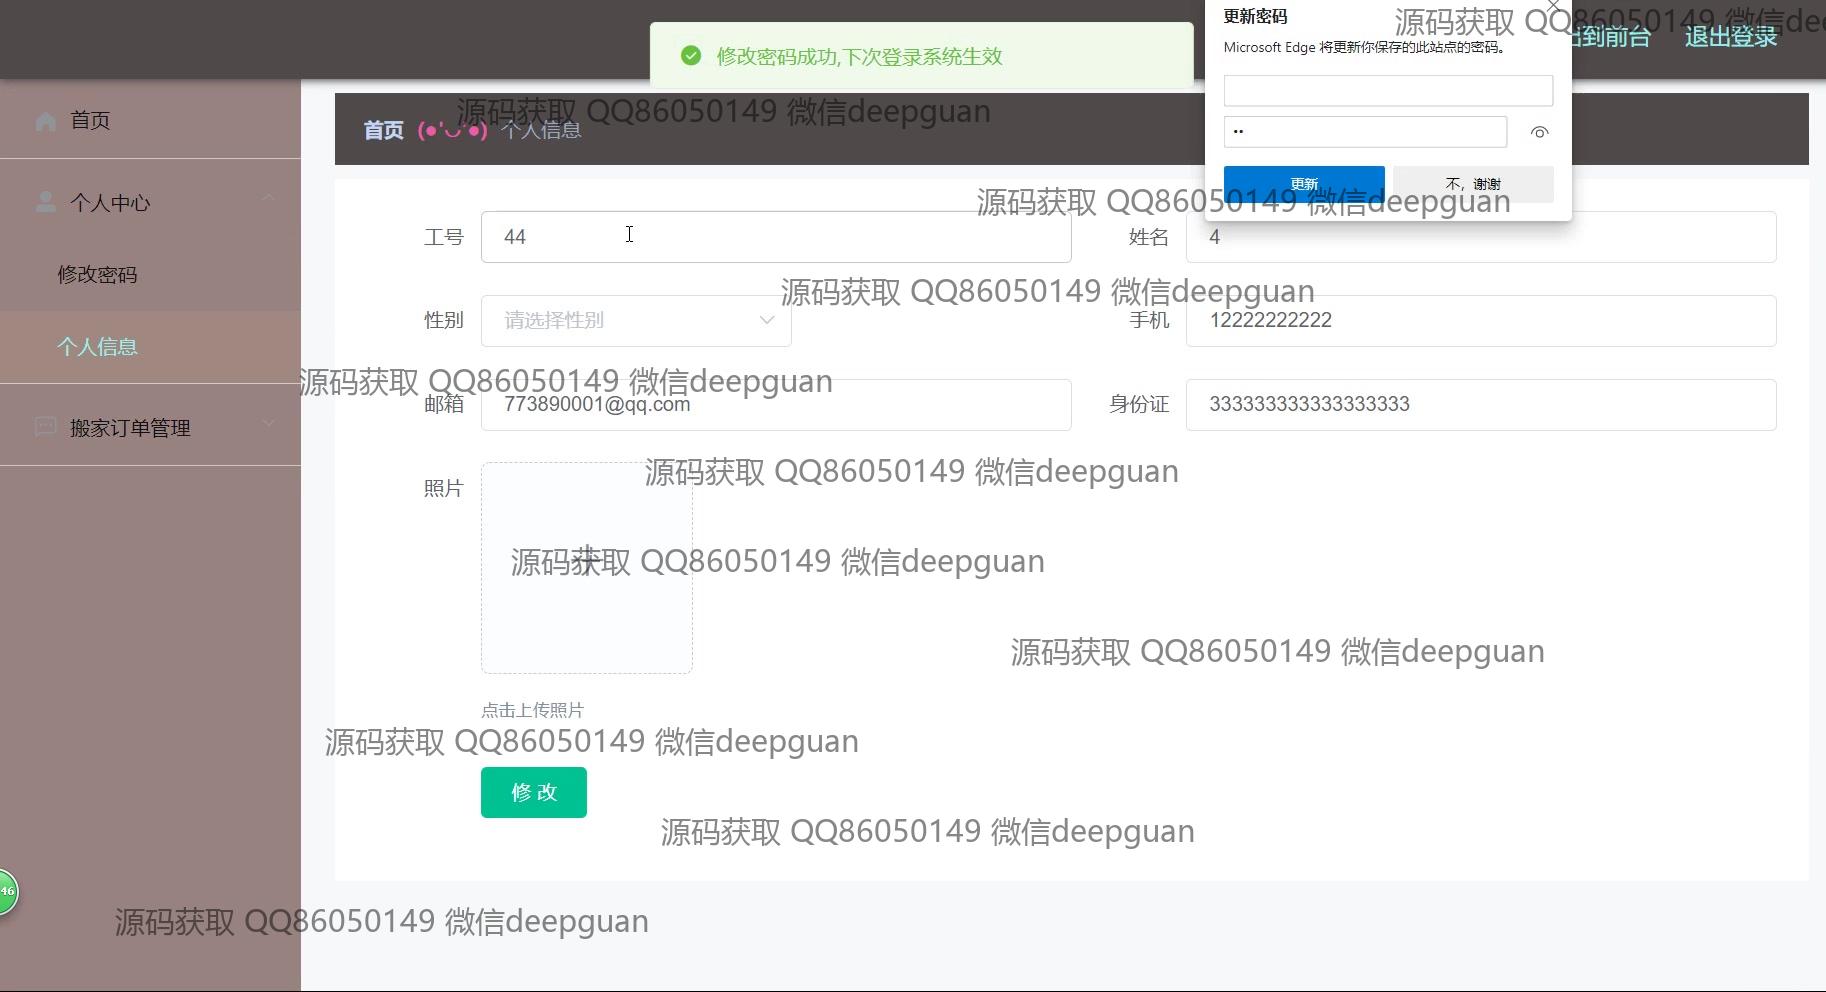 更新密码
源码获取 QQ86050149 微信dee
Microsoft Edge 将更新你保存的此站点的密码。
出到前台
退出登录
修改密码成功,下次登录系统生效
••
更新
不，谢谢
首页
个人中心
修改密码
个人信息
搬家订单管理
46
首页 (●'◡'●) 个人信息
源码获取 QQ86050149 微信deepguan
源码获取 QQ86050149 微信deepguan
工号 44
姓名 4
源码获取 QQ86050149 微信deepguan
性别 请选择性别
手机 12222222222
源码获取 QQ86050149 微信deepguan
邮箱 773890001@qq.com
身份证 333333333333333333
源码获取 QQ86050149 微信deepguan
照片
源码获取 QQ86050149 微信deepguan
源码获取 QQ86050149 微信deepguan
点击上传照片
源码获取 QQ86050149 微信deepguan
修 改
源码获取 QQ86050149 微信deepguan
源码获取 QQ86050149 微信deepguan